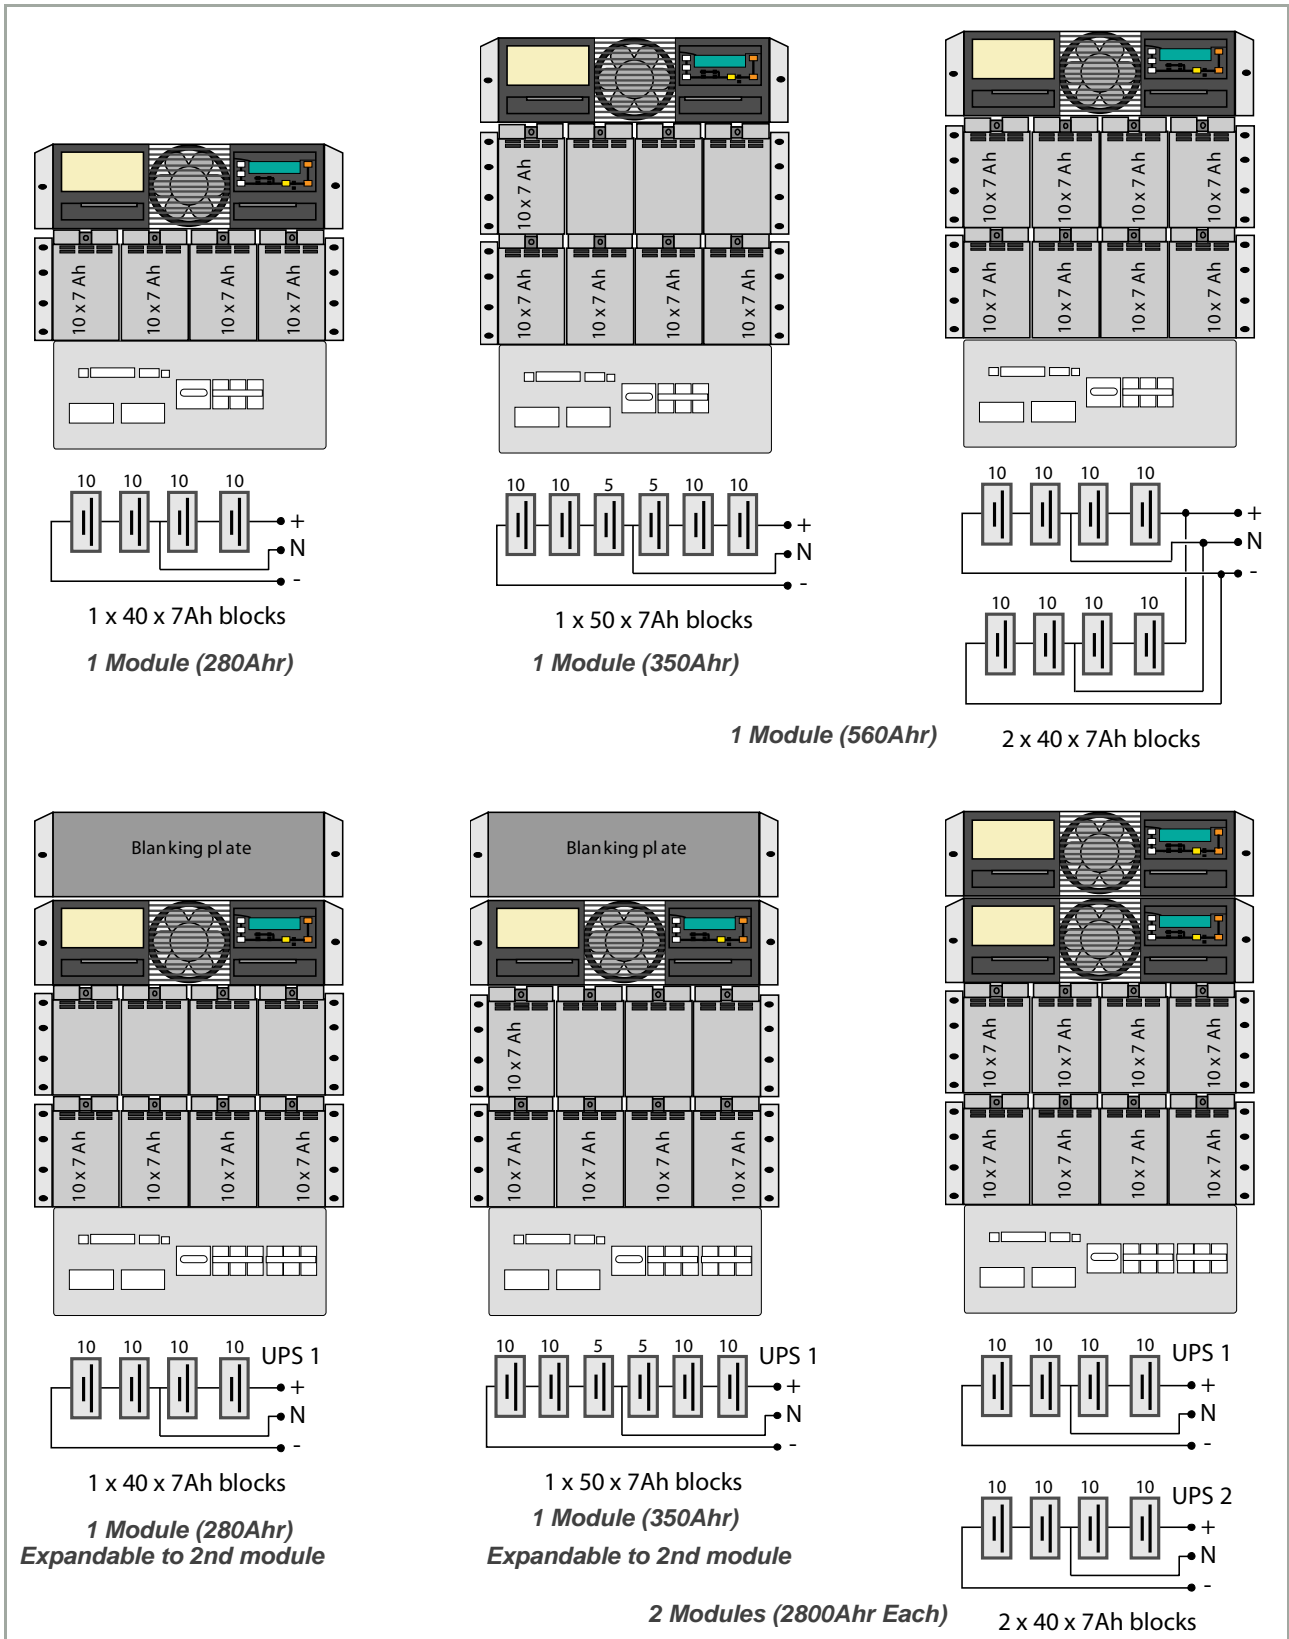 10 x 7 Ah
10 x 7 Ah
10 x 7 Ah
10 x 7 Ah
10 10 10 10
+
N
-
1 x 40 x 7Ah blocks
1 Module (280Ahr)
10 x 7 Ah
10 x 7 Ah
10 x 7 Ah
10 x 7 Ah
10 x 7 Ah
10 10 5 5 10 10
+
N
-
1 x 50 x 7Ah blocks
1 Module (350Ahr)
10 x 7 Ah
10 x 7 Ah
10 x 7 Ah
10 x 7 Ah
10 x 7 Ah
10 x 7 Ah
10 x 7 Ah
10 x 7 Ah
10 10 10 10
+
N
-
10 10 10 10
1 Module (560Ahr)
2 x 40 x 7Ah blocks
Blanking plate
10 x 7 Ah
10 x 7 Ah
10 x 7 Ah
10 x 7 Ah
10 10 10 10 UPS 1
+
N
-
1 x 40 x 7Ah blocks
1 Module (280Ahr)
Expandable to 2nd module
Blanking plate
10 x 7 Ah
10 x 7 Ah
10 x 7 Ah
10 x 7 Ah
10 x 7 Ah
10 10 5 5 10 10 UPS 1
+
N
-
1 x 50 x 7Ah blocks
1 Module (350Ahr)
Expandable to 2nd module
10 x 7 Ah
10 x 7 Ah
10 x 7 Ah
10 x 7 Ah
10 x 7 Ah
10 x 7 Ah
10 x 7 Ah
10 x 7 Ah
10 10 10 10 UPS 1
+
N
-
10 10 10 10 UPS 2
+
N
-
2 Modules (2800Ahr Each)
2 x 40 x 7Ah blocks